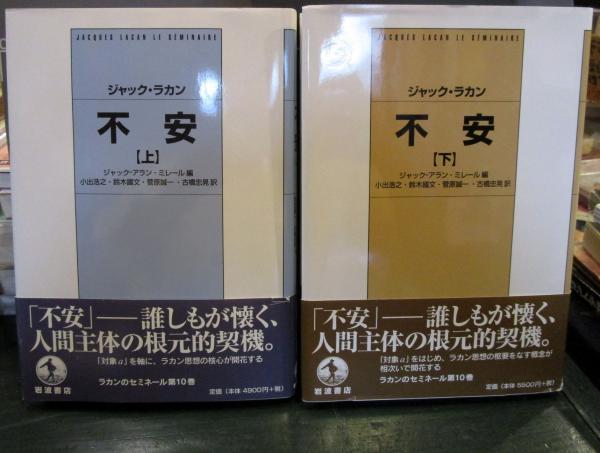 JACQUES LACAN LE SÉMINAIRE
ジャック・ラカン
不安
【上】
ジャック・アラン・ミレール 編
小出浩之・鈴木國文・菅原誠一・古橋忠晃 訳
「不安」──誰しもが懐く、
人間主体の根元的契機。
「対象a」を軸に、ラカン思想の核心が開花する
ラカンのセミネール第10巻
岩波書店
定価（本体4900円+税）
JACQUES LACAN LE SÉMINAIRE
ジャック・ラカン
不安
【下】
ジャック・アラン・ミレール 編
小出浩之・鈴木國文・菅原誠一・古橋忠晃 訳
「不安」──誰しもが懐く、
人間主体の根元的契機。
「対象a」をはじめ、ラカン思想の枢要をなす概念が
相次いで開花する
ラカンのセミネール第10巻
岩波書店
定価（本体5500円+税）